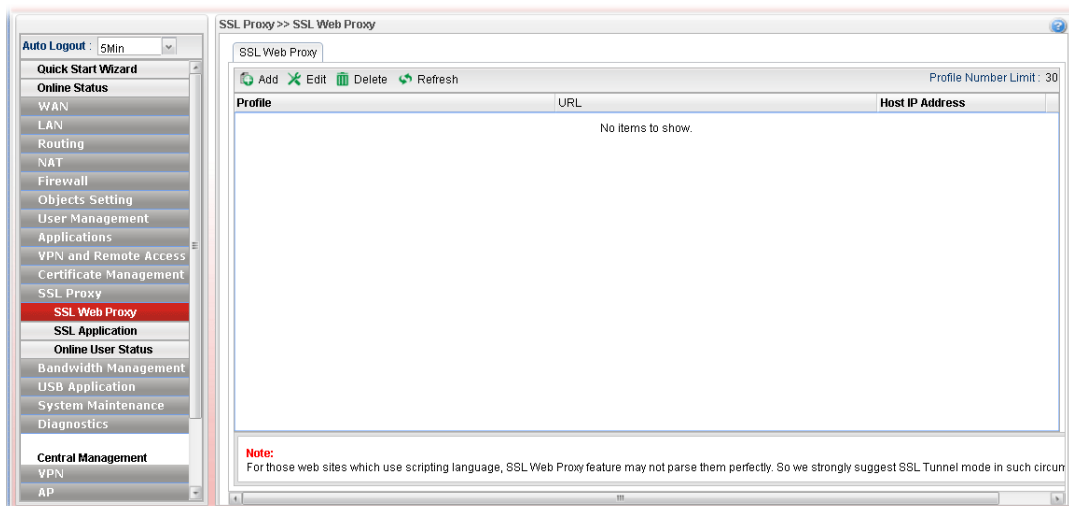 SSL Proxy >> SSL Web Proxy
Auto Logout : 5Min
Quick Start Wizard
Online Status
WAN
LAN
Routing
NAT
Firewall
Objects Setting
User Management
Applications
VPN and Remote Access
Certificate Management
SSL Proxy
SSL Web Proxy
SSL Application
Online User Status
Bandwidth Management
USB Application
System Maintenance
Diagnostics
Central Management
VPN
AP
SSL Web Proxy
Add Edit Delete Refresh Profile Number Limit : 30
Profile URL Host IP Address
No items to show.
Note:
For those web sites which use scripting language, SSL Web Proxy feature may not parse them perfectly. So we strongly suggest SSL Tunnel mode in such circum